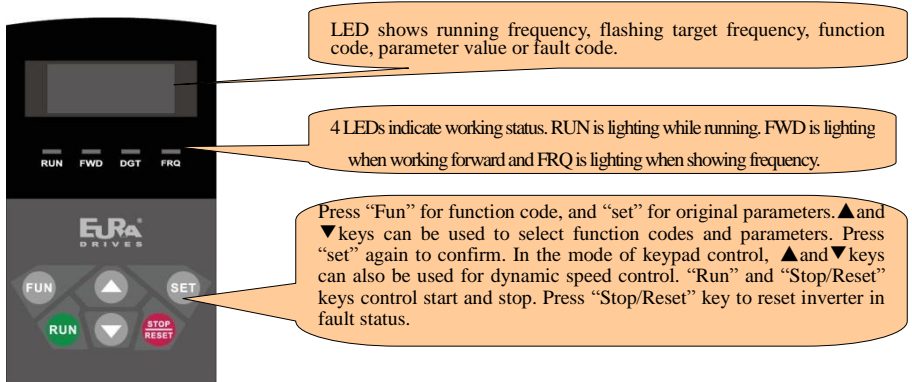 LED shows running frequency, flashing target frequency, function
code, parameter value or fault code.
4 LEDs indicate working status. RUN is lighting while running. FWD is lighting
when working forward and FRQ is lighting when showing frequency.
RUN FWD DGT FRQ
EURA
DRIVES
Press “Fun” for function code, and “set” for original parameters.▲and
▼keys can be used to select function codes and parameters. Press
“set” again to confirm. In the mode of keypad control, ▲and▼keys
can also be used for dynamic speed control. “Run” and “Stop/Reset”
keys control start and stop. Press “Stop/Reset” key to reset inverter in
fault status.
FUN ▲ SET
RUN ▼ STOP
RESET